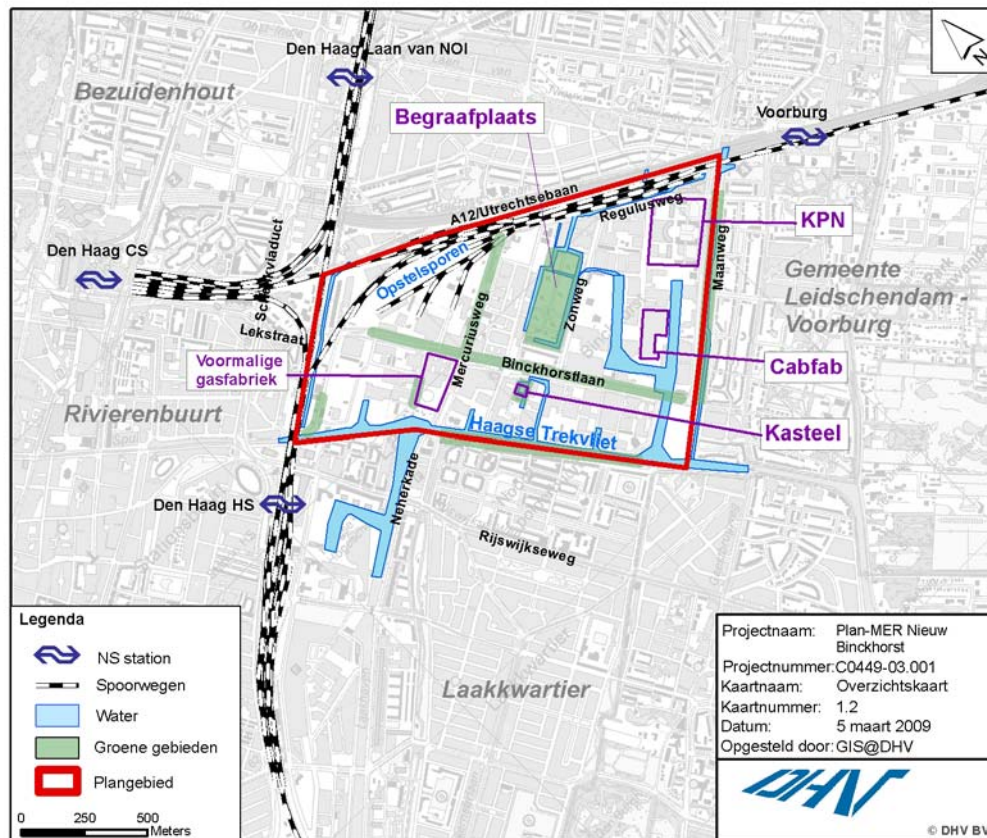 Den Haag Laan van NOI
N
Bezuidenhout
Begraafplaats
Voorburg
A12/Utrechtsebaan
Regulusweg
KPN
Den Haag CS
Opstelsporen
Maanweg
Gemeente
Leidschendam -
Voorburg
Lekstraat
Mercuriusweg
Zonweg
Voormalige
gasfabriek
Binckhorstlaan
Cabfab
Rivierenbuurt
Haagse Trekvliet
Kasteel
Neherkade
Den Haag HS
Rijswijkseweg
Laakkwartier
Legenda
NS station
Spoorwegen
Water
Groene gebieden
Plangebied
0 250 500
Meters
Projectnaam: Plan-MER Nieuw
Binckhorst
Projectnummer: C0449-03.001
Kaartnaam: Overzichtskaart
Kaartnummer: 1.2
Datum: 5 maart 2009
Opgesteld door: GIS@DHV
DHV
© DHV BV